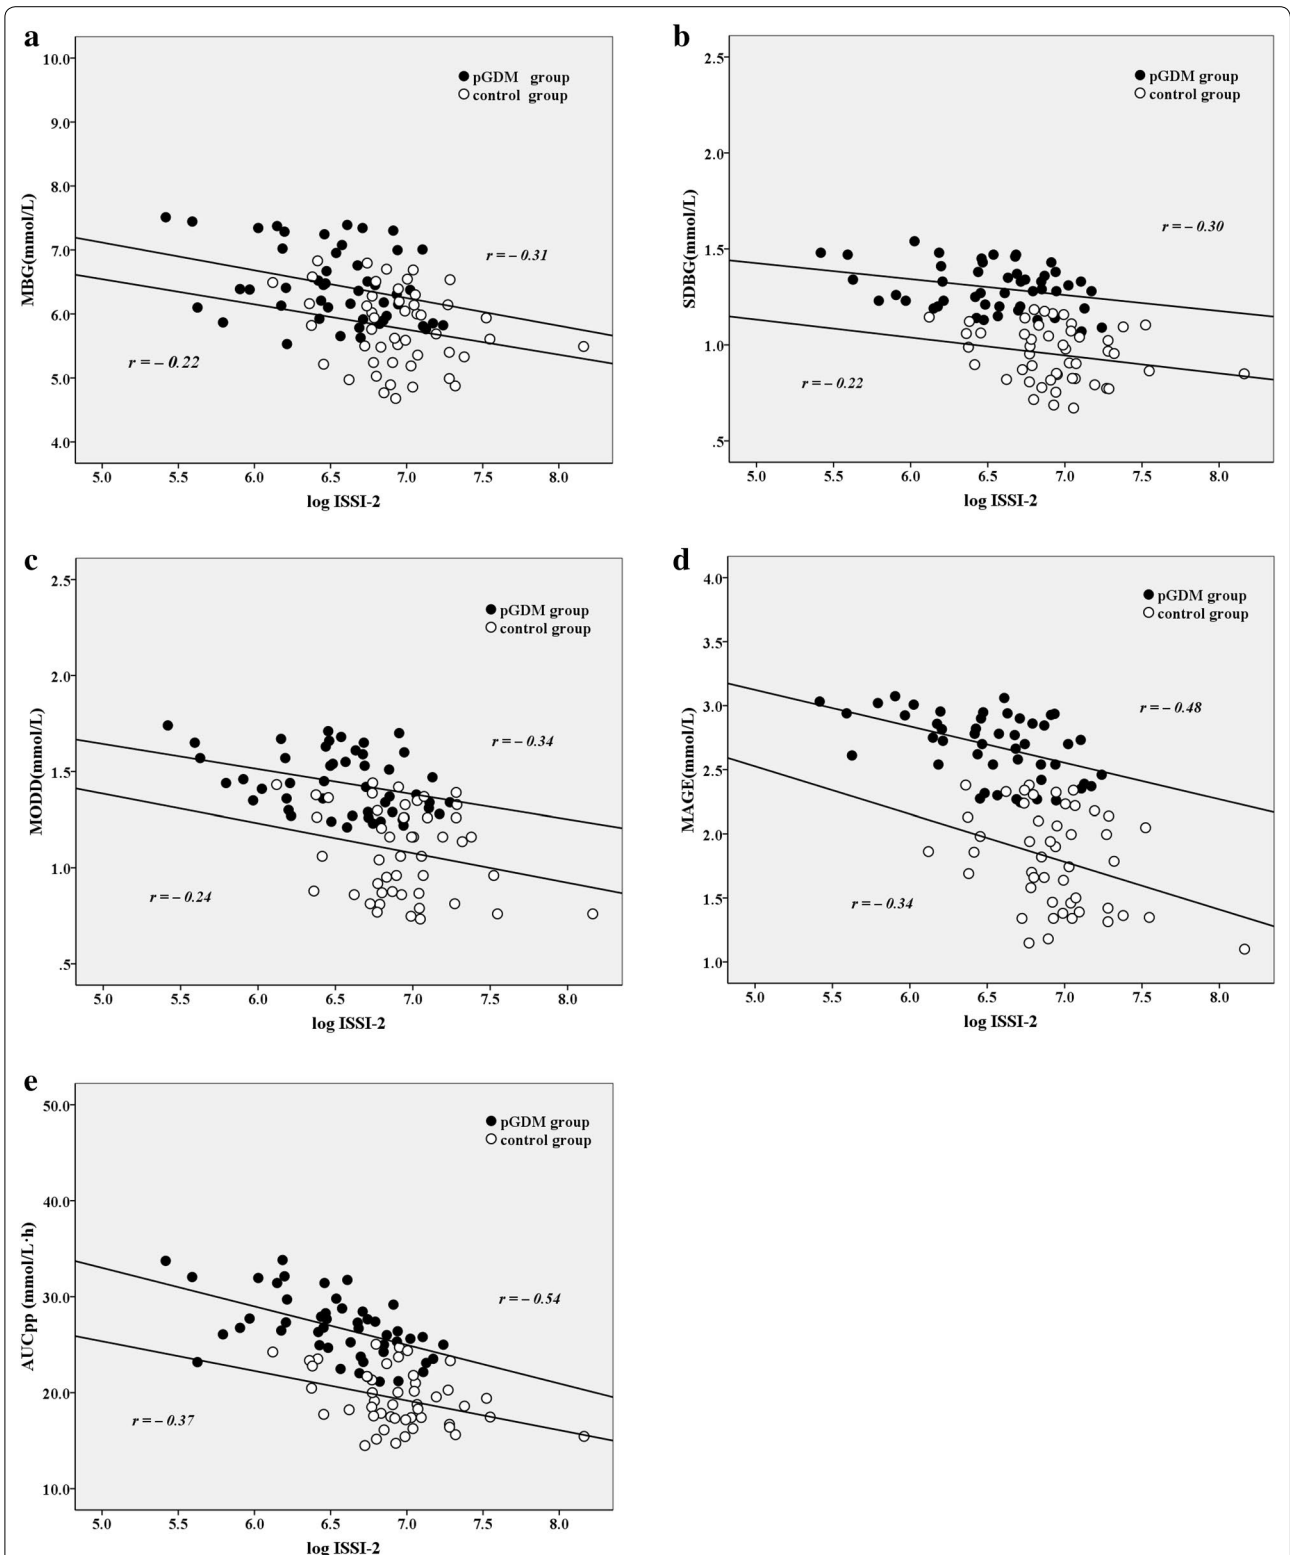 a
10.0
9.0
8.0
7.0
6.0
5.0
4.0
MBG(mmol/L)
pGDM group
control group
r = – 0.31
r = – 0.22
5.0 5.5 6.0 6.5 7.0 7.5 8.0
log ISSI-2
b
2.5
2.0
1.5
1.0
.5
SDBG(mmol/L)
pGDM group
control group
r = – 0.30
r = – 0.22
5.0 5.5 6.0 6.5 7.0 7.5 8.0
log ISSI-2
c
2.5
2.0
1.5
1.0
.5
MODD(mmol/L)
pGDM group
control group
r = – 0.34
r = – 0.24
5.0 5.5 6.0 6.5 7.0 7.5 8.0
log ISSI-2
d
4.0
3.5
3.0
2.5
2.0
1.5
1.0
MAGE(mmol/L)
pGDM group
control group
r = – 0.48
r = – 0.34
5.0 5.5 6.0 6.5 7.0 7.5 8.0
log ISSI-2
e
50.0
40.0
30.0
20.0
10.0
AUCpp (mmol/L·h)
pGDM group
control group
r = – 0.54
r = – 0.37
5.0 5.5 6.0 6.5 7.0 7.5 8.0
log ISSI-2